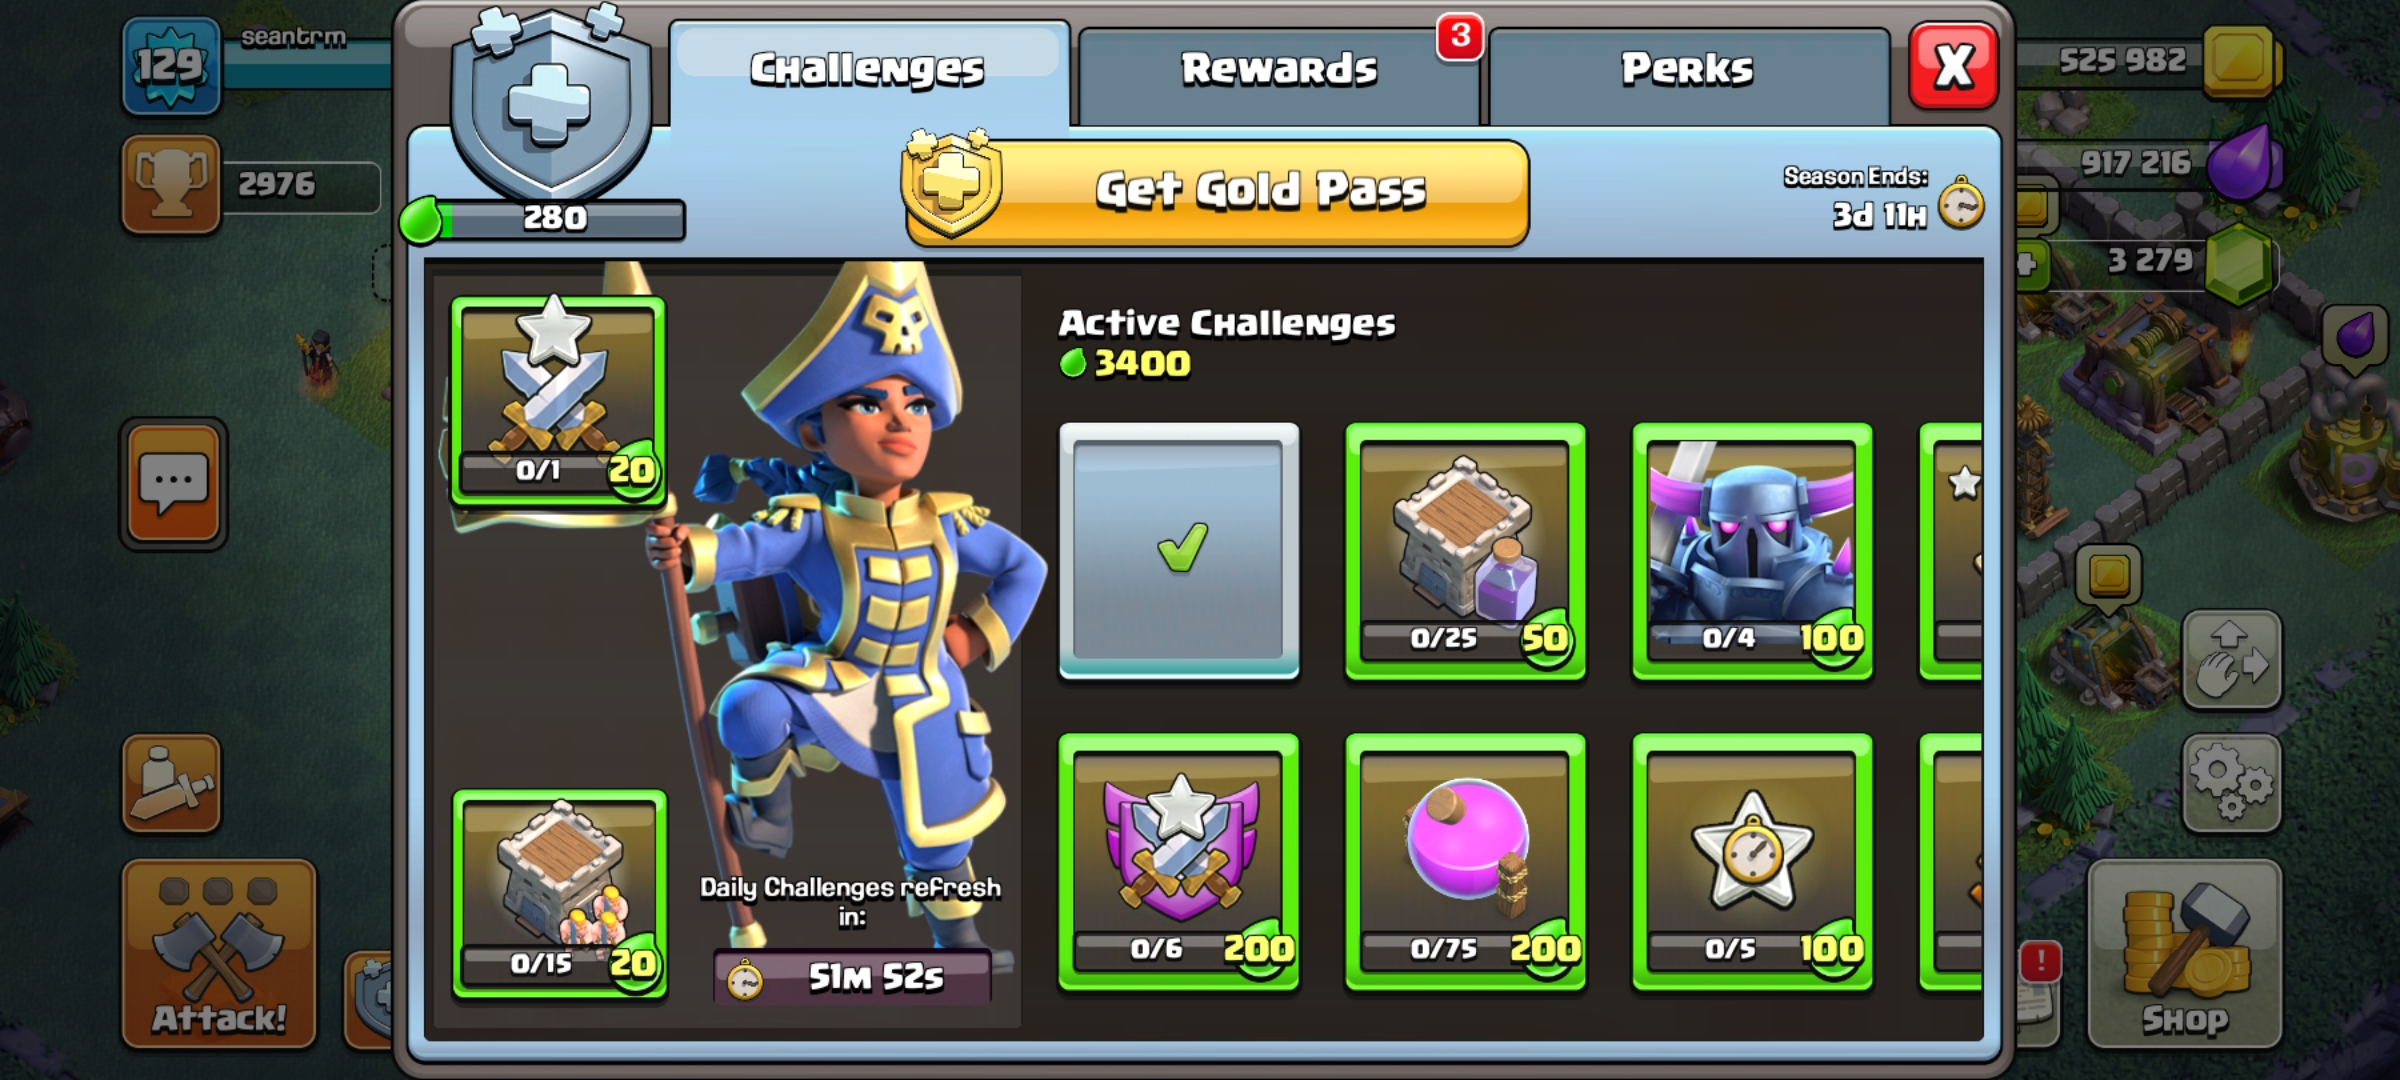 129
seantrm
2976
Challenges
Rewards
3
Perks
X
525 982
917 216
3 279
280
Get Gold Pass
Season Ends:
3d 11H
Active Challenges
3400
0/1
20
0/25
50
0/4
100
0/15
20
Daily Challenges refresh
in:
51M 52s
0/6
200
0/75
200
0/5
100
Attack!
!
Shop